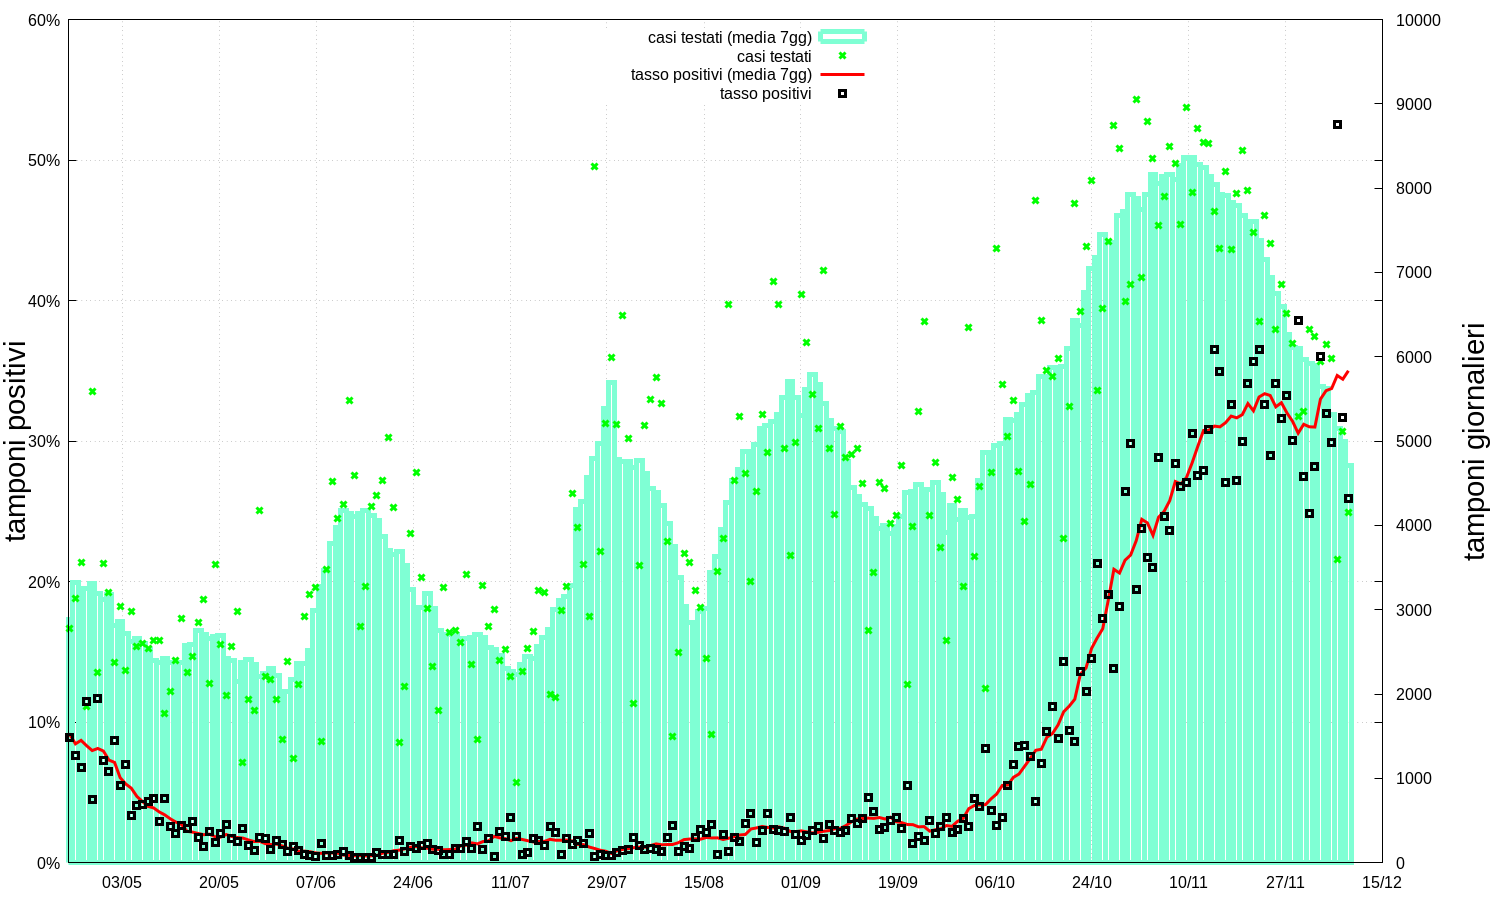 60%
50%
40%
30%
20%
10%
0%
tamponi positivi
casi testati (media 7gg)
casi testati
tasso positivi (media 7gg)
tasso positivi
10000
9000
8000
7000
6000
5000
4000
3000
2000
1000
0
tamponi giornalieri
03/05 20/05 07/06 24/06 11/07 29/07 15/08 01/09 19/09 06/10 24/10 10/11 27/11 15/12